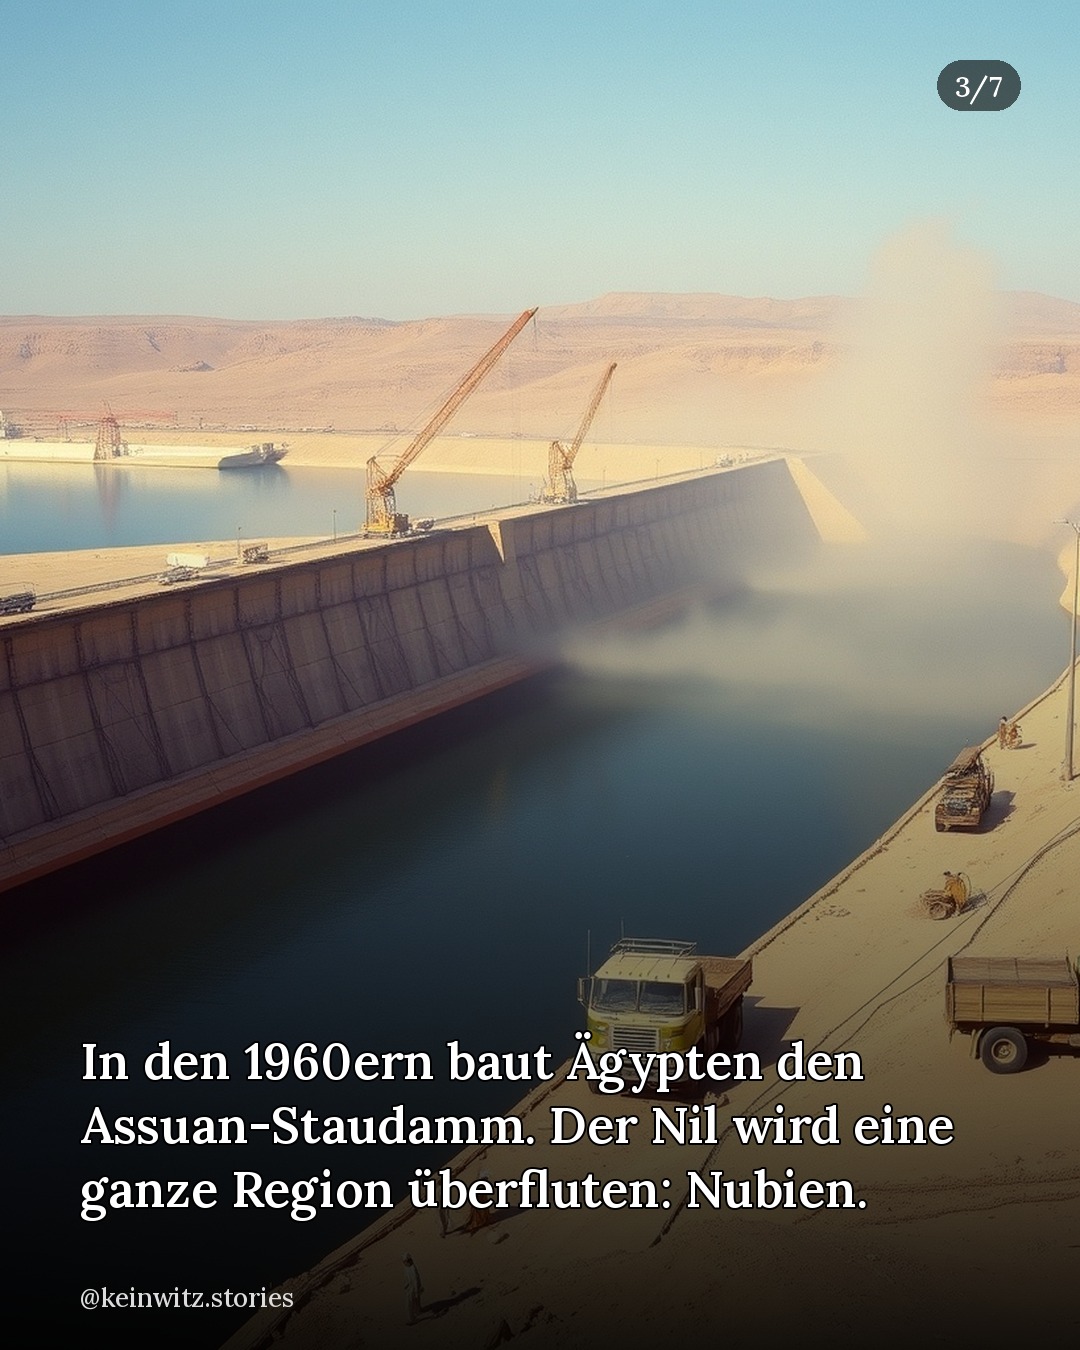 3/7
In den 1960ern baut Ägypten den
Assuan-Staudamm. Der Nil wird eine
ganze Region überfluten: Nubien.
@keinwitz.stories